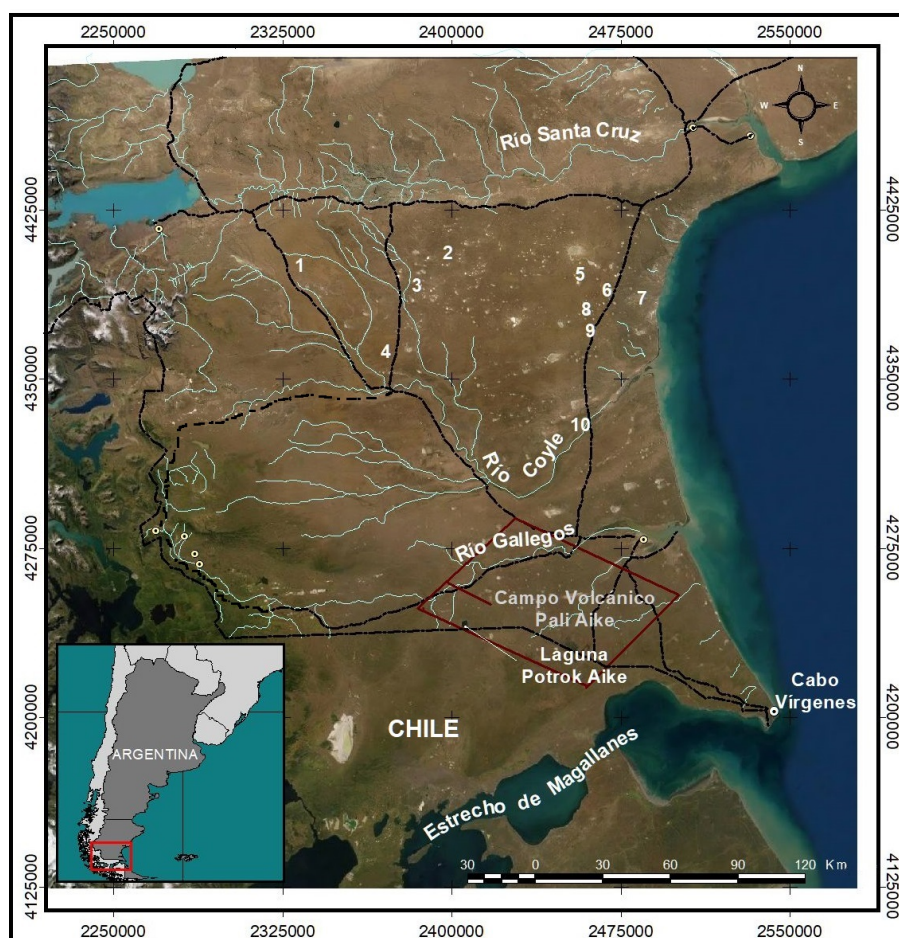 2250000 2325000 2400000 2475000 2550000
N
W E
S
Río Santa Cruz
4425000 4425000
1
2
3
4
5
6
7
8
9
10
4350000 4350000
Río Coyle
4275000 4275000
Río Gallegos
Campo Volcánico
Pali Aike
Laguna
Potrok Aike
Cabo
Vírgenes
4200000 4200000
CHILE
ARGENTINA
Estrecho de Magallanes
30 0 30 60 90 120 Km
4125000 4125000
2250000 2325000 2400000 2475000 2550000